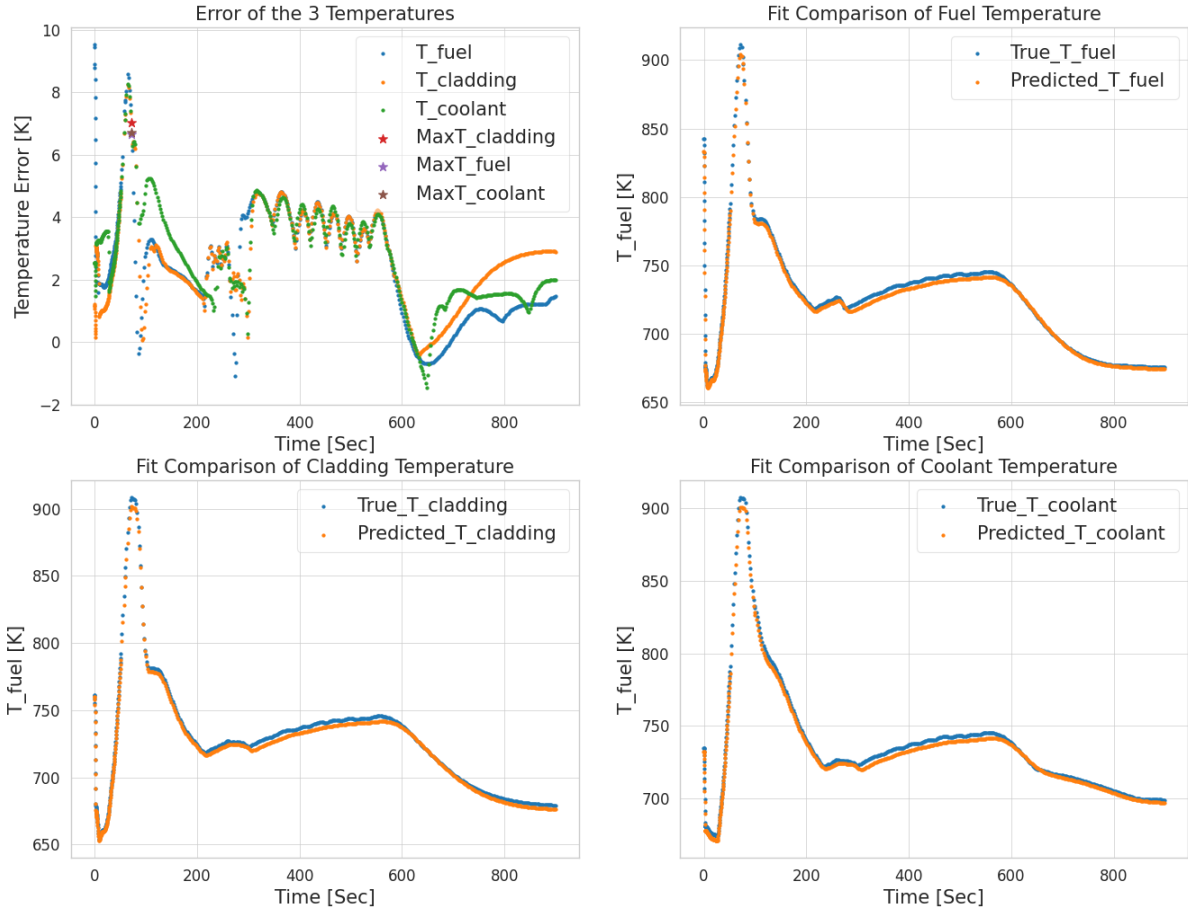 Error of the 3 Temperatures
Temperature Error [K]
10
8
6
4
2
0
−2
T_fuel
T_cladding
T_coolant
MaxT_cladding
MaxT_fuel
MaxT_coolant
0 200 400 600 800
Time [Sec]
Fit Comparison of Fuel Temperature
T_fuel [K]
900
850
800
750
700
650
True_T_fuel
Predicted_T_fuel
0 200 400 600 800
Time [Sec]
Fit Comparison of Cladding Temperature
T_fuel [K]
900
850
800
750
700
650
True_T_cladding
Predicted_T_cladding
0 200 400 600 800
Time [Sec]
Fit Comparison of Coolant Temperature
T_fuel [K]
900
850
800
750
700
True_T_coolant
Predicted_T_coolant
0 200 400 600 800
Time [Sec]